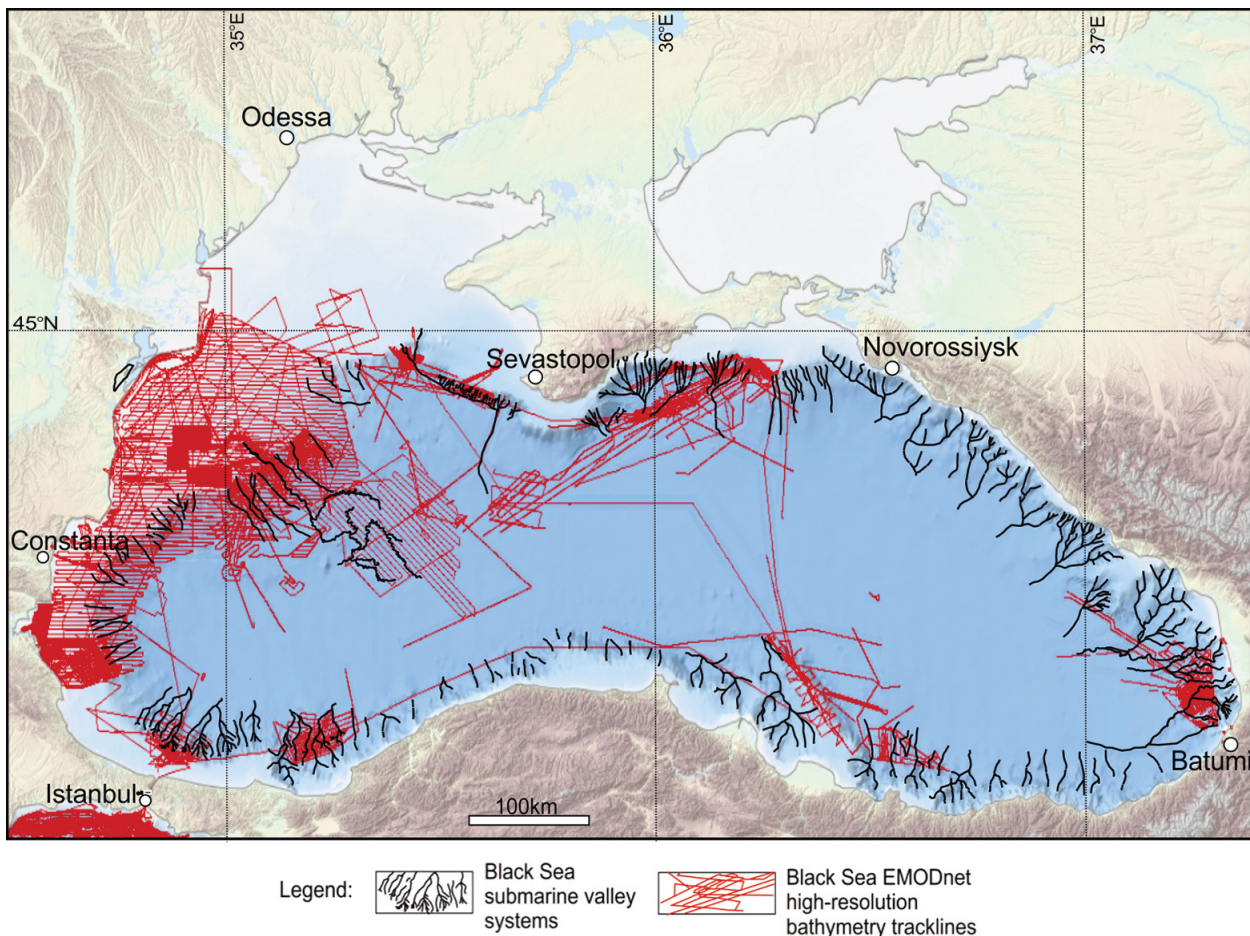 35°E
36°E
37°E
Odessa
45°N
Sevastopol
Novorossiysk
Constanta
Batumi
Istanbul
100km
Legend:
Black Sea
submarine valley
systems
Black Sea EMODnet
high-resolution
bathymetry tracklines